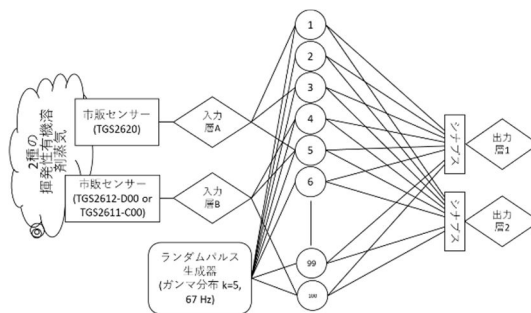 2種の
揮発性有機溶
剤蒸気
市販センサー
(TGS2620)
市販センサー
(TGS2612-D00 or
TGS2611-C00)
入力
層A
入力
層B
ランダムパルス
生成器
(ガンマ分布 k=5,
67 Hz)
1
2
3
4
5
6
99
100
シナプス
シナプス
出力
層1
出力
層2